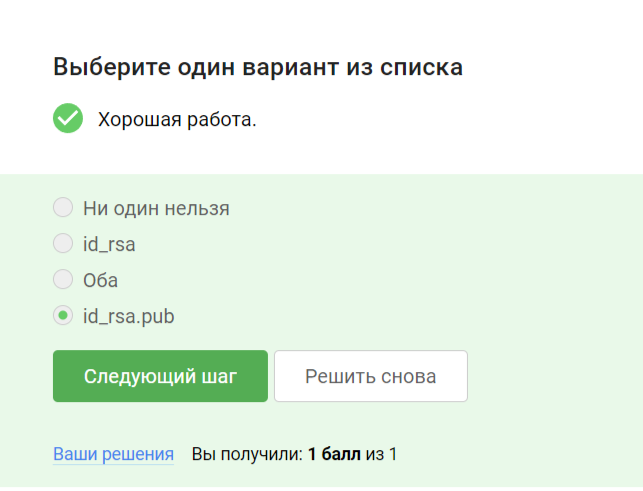 Выберите один вариант из списка
Хорошая работа.
Ни один нельзя
id_rsa
Оба
id_rsa.pub
Следующий шаг Решить снова
Ваши решения Вы получили: 1 балл из 1